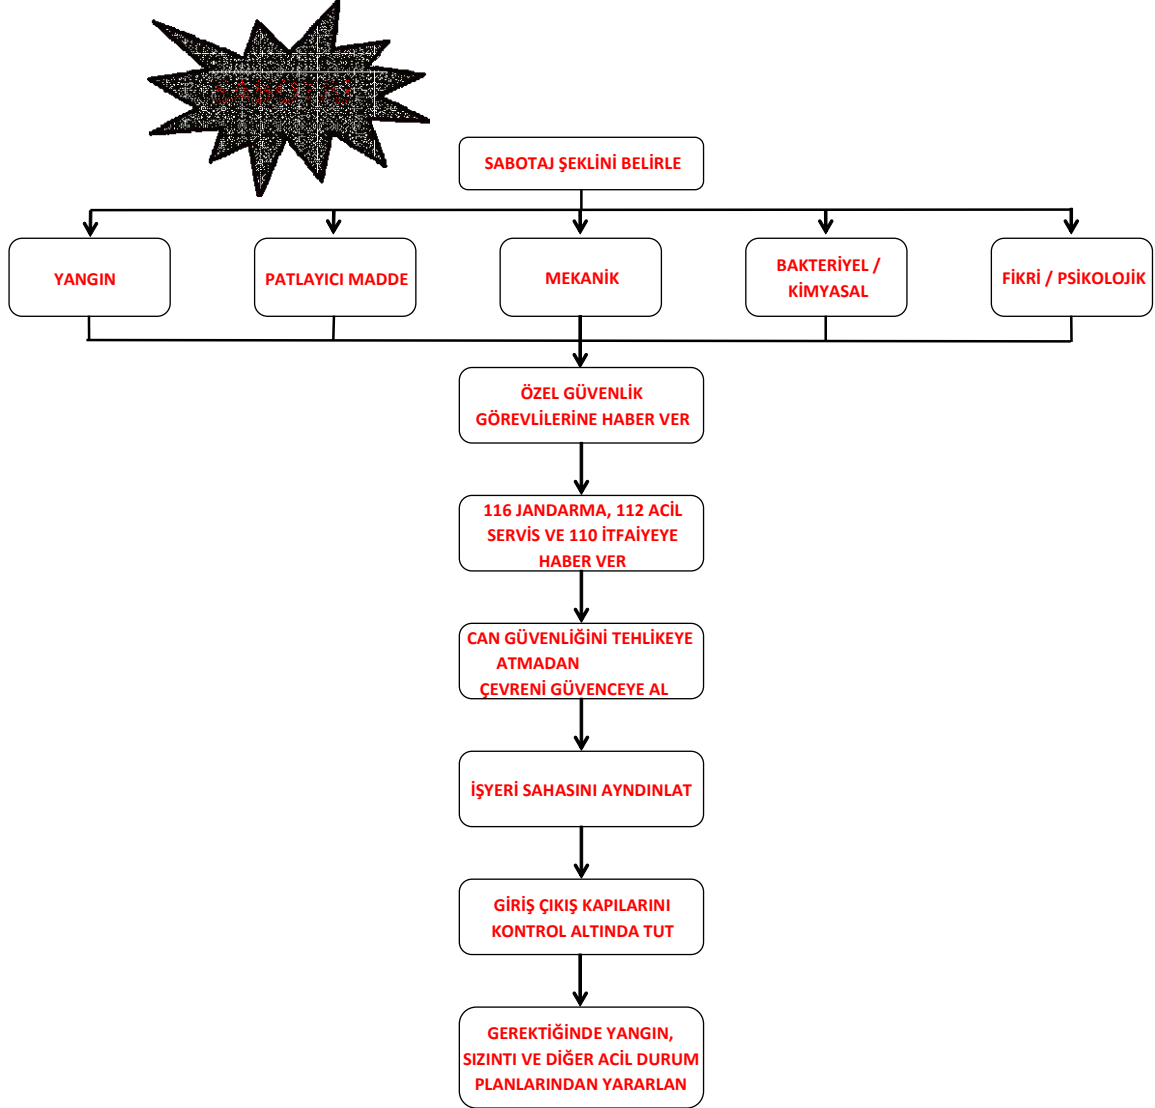 SABOTAJ ŞEKLİNİ BELİRLE
YANGIN
PATLAYICI MADDE
MEKANİK
BAKTERİYEL /
KİMYASAL
FİKRİ / PSİKOLOJİK
ÖZEL GÜVENLİK
GÖREVLİLERİNE HABER VER
116 JANDARMA, 112 ACİL
SERVİS VE 110 İTFAİYEYE
HABER VER
CAN GÜVENLİĞİNİ TEHLİKEYE
ATMADAN
ÇEVRENİ GÜVENCEYE AL
İŞYERİ SAHASINI AYNDINLAT
GİRİŞ ÇIKIŞ KAPILARINI
KONTROL ALTINDA TUT
GEREKTİĞİNDE YANGIN,
SIZINTI VE DİĞER ACİL DURUM
PLANLARINDAN YARARLAN